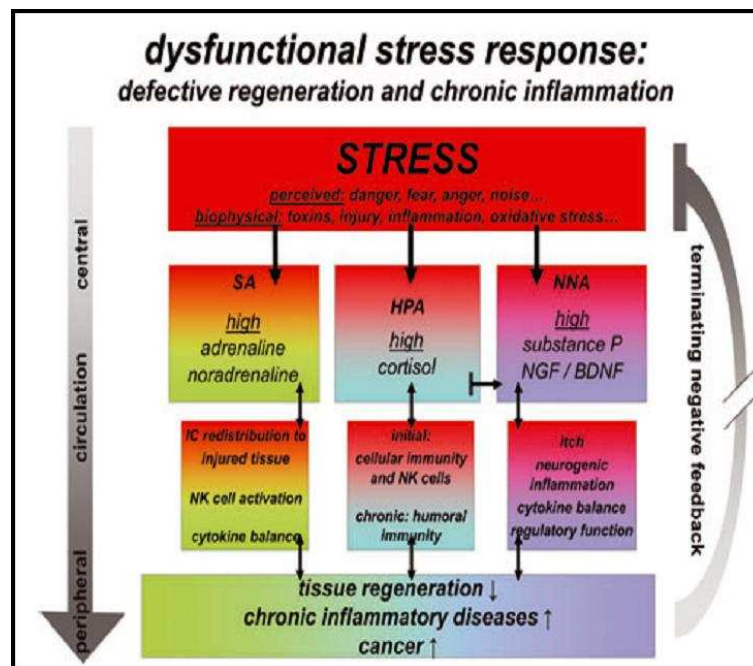 dysfunctional stress response:
defective regeneration and chronic inflammation
STRESS
perceived: danger, fear, anger, noise...
biophysical: toxins, injury, inflammation, oxidative stress...
central
circulation
peripheral
SA
high
adrenaline
noradrenaline
HPA
high
cortisol
NNA
high
substance P
NGF / BDNF
IC redistribution to
injured tissue
NK cell activation
cytokine balance
initial:
cellular immunity
and NK cells
chronic: humoral
immunity
itch
neurogenic
inflammation
cytokine balance
regulatory function
terminating negative feedback
tissue regeneration ↓
chronic inflammatory diseases ↑
cancer ↑